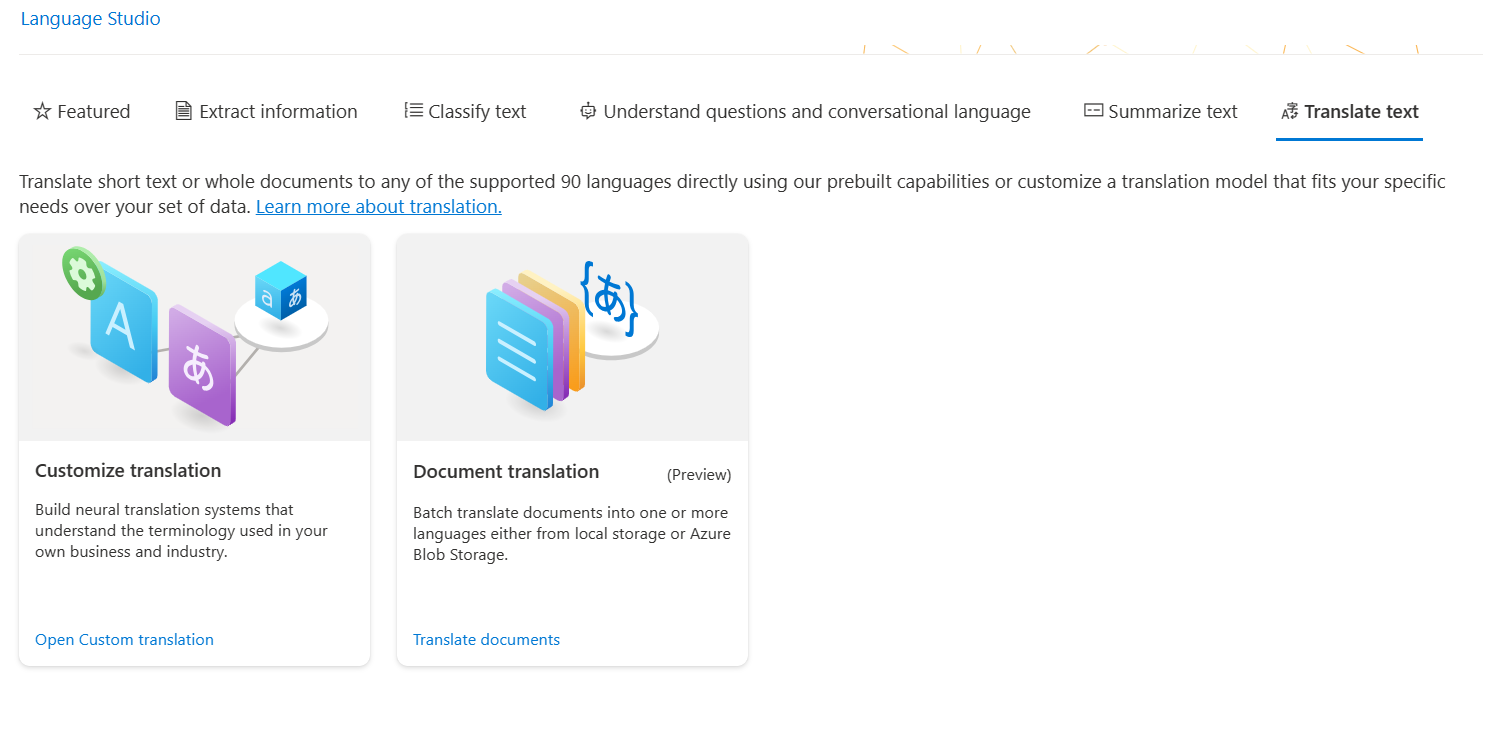 Language Studio
Featured
Extract information
Classify text
Understand questions and conversational language
Summarize text
Translate text
Translate short text or whole documents to any of the supported 90 languages directly using our prebuilt capabilities or customize a translation model that fits your specific
needs over your set of data. Learn more about translation.
A
あ
a あ
{あ}
Customize translation
Build neural translation systems that
understand the terminology used in your
own business and industry.
Open Custom translation
Document translation (Preview)
Batch translate documents into one or more
languages either from local storage or Azure
Blob Storage.
Translate documents